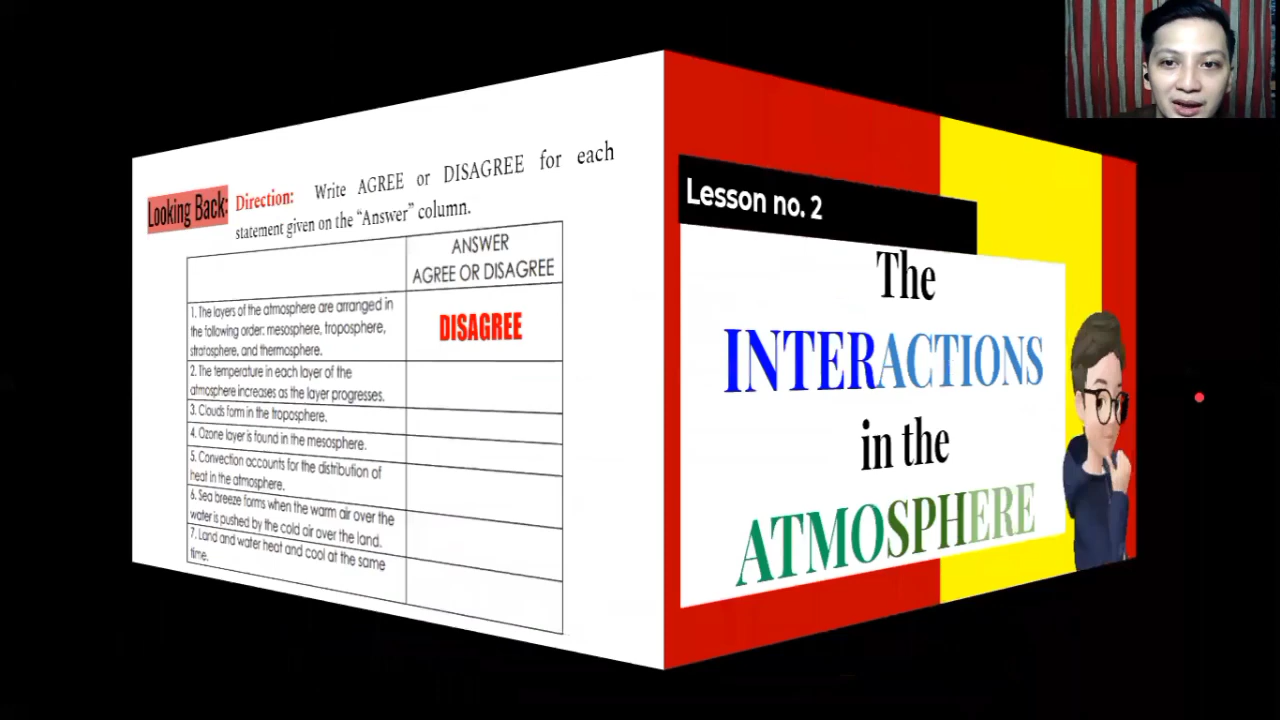 Looking Back:
Direction: Write AGREE or DISAGREE for each
statement given on the “Answer” column.
ANSWER
AGREE OR DISAGREE
1. The layers of the atmosphere are arranged in
the following order: mesosphere, troposphere,
stratosphere, and thermosphere.
DISAGREE
2. The temperature in each layer of the
atmosphere increases as the layer progresses.
3. Clouds form in the troposphere.
4. Ozone layer is found in the mesosphere.
5. Convection accounts for the distribution of
heat in the atmosphere.
6. Sea breeze forms when the warm air over the
water is pushed by the cold air over the land.
7. Land and water heat and cool at the same
time.
Lesson no. 2
The
INTERACTIONS
in the
ATMOSPHERE